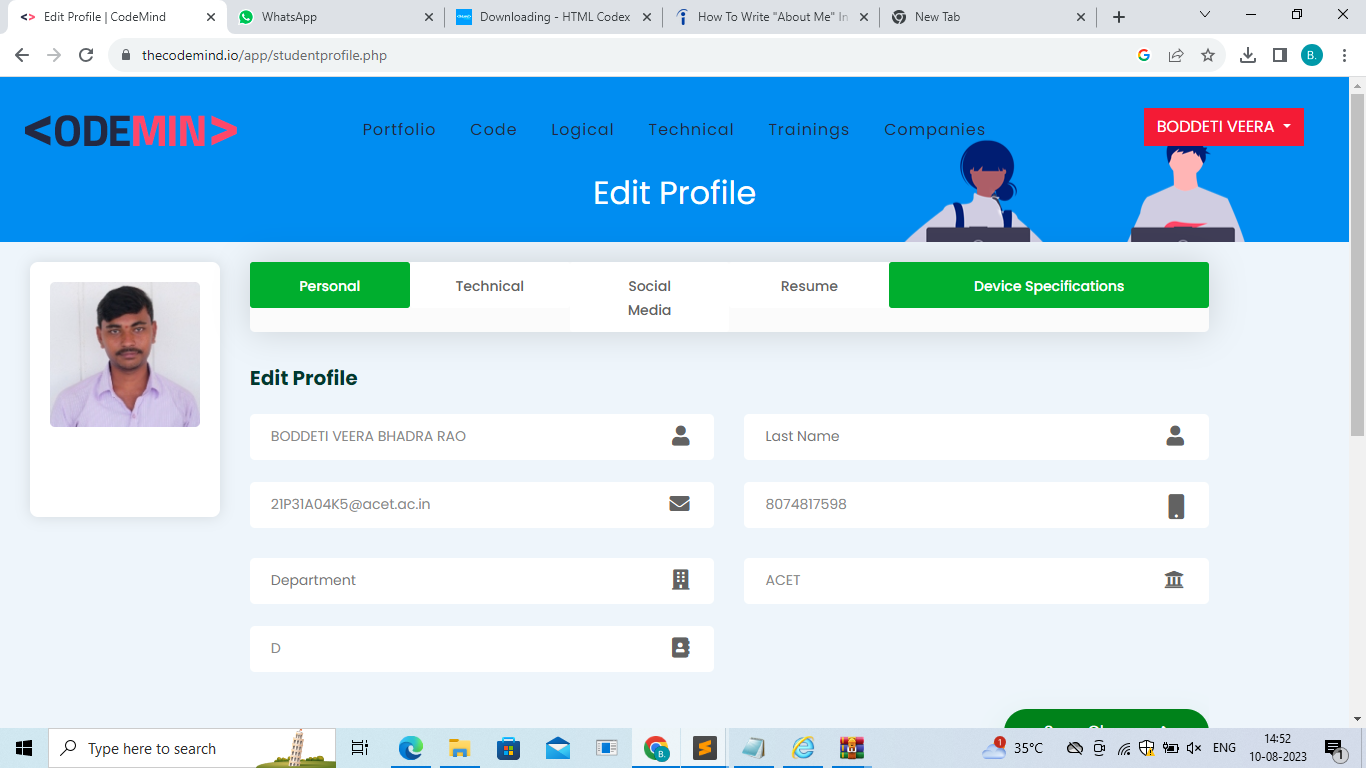 Edit Profile | CodeMind
WhatsApp
Downloading - HTML Codex
How To Write "About Me" In
New Tab
thecodemind.io/app/studentprofile.php
B.
<ODEMIN>
Portfolio
Code
Logical
Technical
Trainings
Companies
BODDETI VEERA
Edit Profile
Personal
Technical
Social
Media
Resume
Device Specifications
Edit Profile
BODDETI VEERA BHADRA RAO
Last Name
21P31A04K5@acet.ac.in
8074817598
Department
ACET
D
Type here to search
B.
1
35°C
ENG
14:52
10-08-2023
1